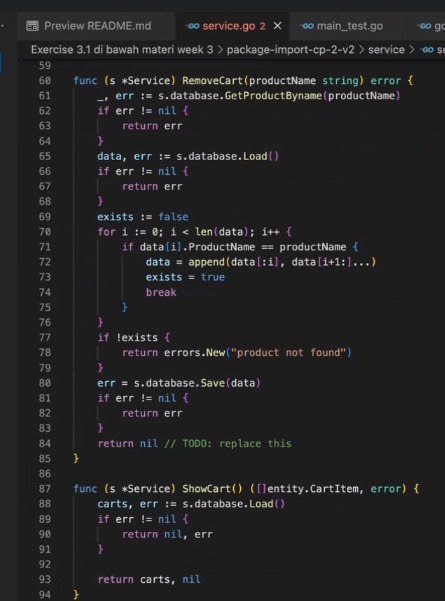 Preview README.md
service.go 2
main_test.go
Exercise 3.1 di bawah materi week 3 > package-import-cp-2-v2 > service >
59
60 func (s *Service) RemoveCart(productName string) error {
61     _, err := s.database.GetProductByname(productName)
62     if err != nil {
63         return err
64     }
65     data, err := s.database.Load()
66     if err != nil {
67         return err
68     }
69     exists := false
70     for i := 0; i < len(data); i++ {
71         if data[i].ProductName == productName {
72             data = append(data[:i], data[i+1:]...)
73             exists = true
74             break
75         }
76     }
77     if !exists {
78         return errors.New("product not found")
79     }
80     err = s.database.Save(data)
81     if err != nil {
82         return err
83     }
84     return nil // TODO: replace this
85 }
86
87 func (s *Service) ShowCart() ([]entity.CartItem, error) {
88     carts, err := s.database.Load()
89     if err != nil {
90         return nil, err
91     }
92
93     return carts, nil
94 }